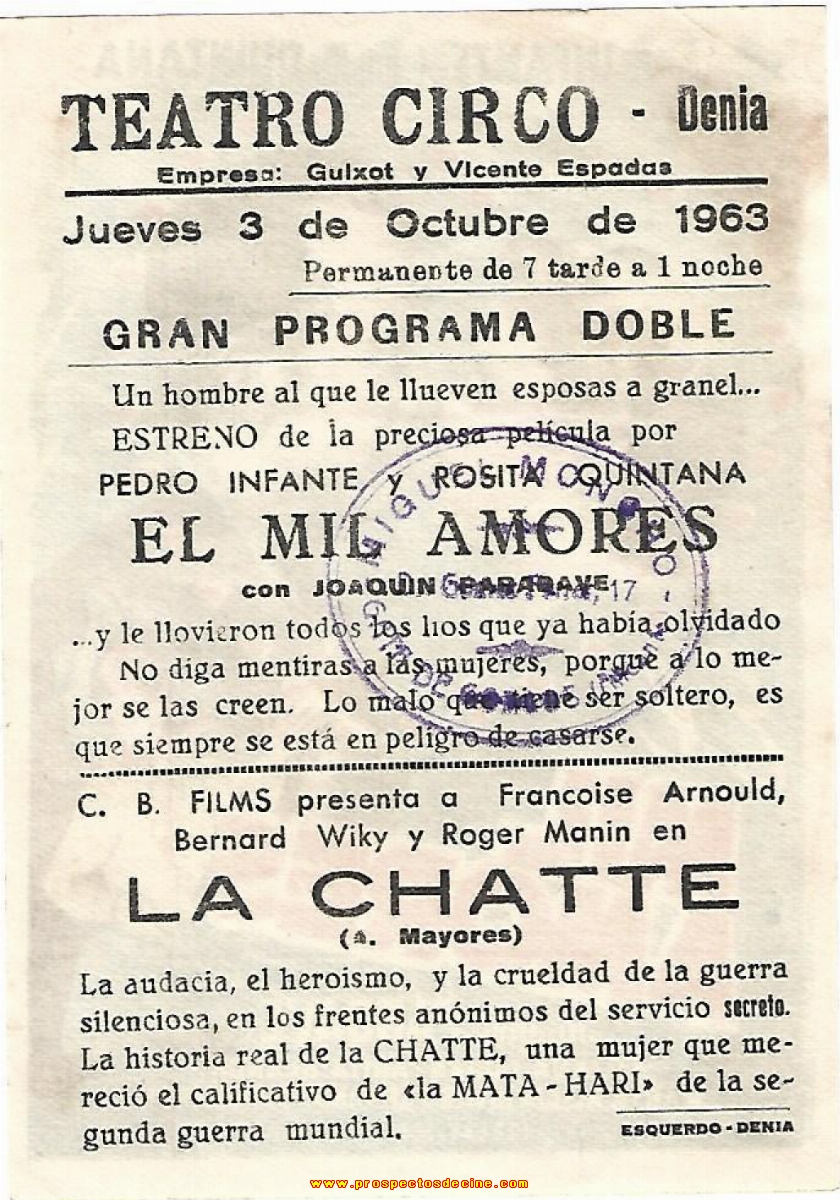 TEATRO CIRCO - Denia
Empresa: Guixot y Vicente Espadas
Jueves 3 de Octubre de 1963
Permanente de 7 tarde a 1 noche
GRAN PROGRAMA DOBLE
Un hombre al que le llueven esposas a granel...
ESTRENO de la preciosa película por
PEDRO INFANTE y ROSITA QUINTANA
EL MIL AMORES
con JOAQUIN PARDAVE
...y le llovieron todos los lios que ya había olvidado
No diga mentiras a las mujeres, porque a lo me-
jor se las creen. Lo malo que tiene ser soltero, es
que siempre se está en peligro de casarse.
MIGUEL
17
C. B. FILMS presenta a Francoise Arnould,
Bernard Wiky y Roger Manin en
LA CHATTE
(a. Mayores)
La audacia, el heroismo, y la crueldad de la guerra
silenciosa, en los frentes anónimos del servicio secreto.
La historia real de la CHATTE, una mujer que me-
reció el calificativo de «la MATA-HARI» de la se-
gunda guerra mundial.
ESQUERDO-DENIA
www.prospectosdecine.com